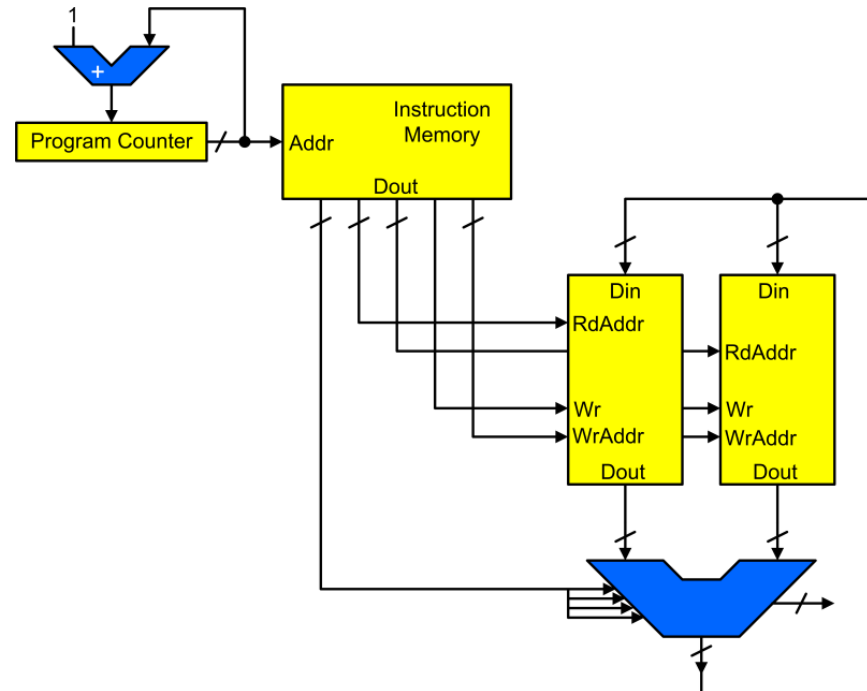 1
+
Program Counter
Instruction
Memory
Addr
Dout
Din
Din
RdAddr
RdAddr
Wr
Wr
WrAddr
WrAddr
Dout
Dout